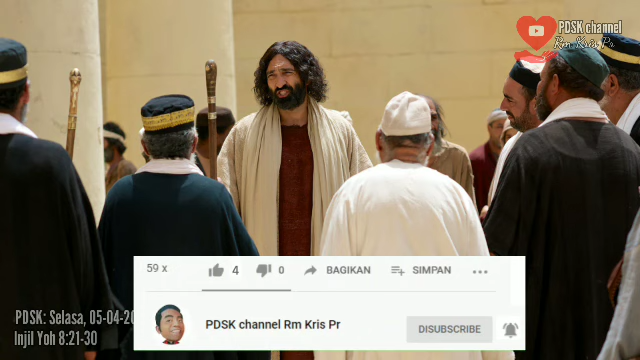 PDSK channel
Rm Kris Pr
59 x
4
0
BAGIKAN
SIMPAN
PDSK channel Rm Kris Pr
DISUBSCRIBE
PDSK: Selasa, 05-04-20
Injil Yoh 8:21-30